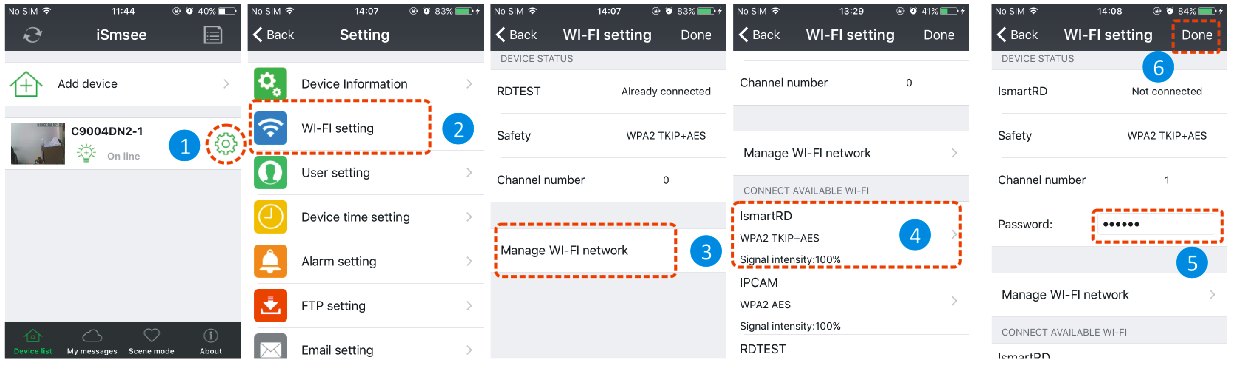 No SIM 11:44 40%
iSmsee
Add device
C9004DN2-1
On line
1
Device list My messages Scene mode About
No SIM 14:07 83%
Back Setting
Device Information
WI-FI setting
2
User setting
Device time setting
Alarm setting
FTP setting
Email setting
No SIM 14:07 83%
Back WI-FI setting Done
DEVICE STATUS
RDTEST Already connected
Safety WPA2 TKIP+AES
Channel number 0
Manage WI-FI network
3
No SIM 13:29 41%
Back WI-FI setting Done
Channel number 0
Manage WI-FI network
CONNECT AVAILABLE WI-FI
IsmartRD
WPA2 TKIP-AES
Signal intensity:100%
4
IPCAM
WPA2 AES
Signal intensity:100%
RDTEST
No SIM 14:08 84%
Back WI-FI setting Done
6
DEVICE STATUS
IsmartRD Not connected
Safety WPA2 TKIP+AES
Channel number 1
Password: ••••••
5
Manage WI-FI network
CONNECT AVAILABLE WI-FI
IsmartRD